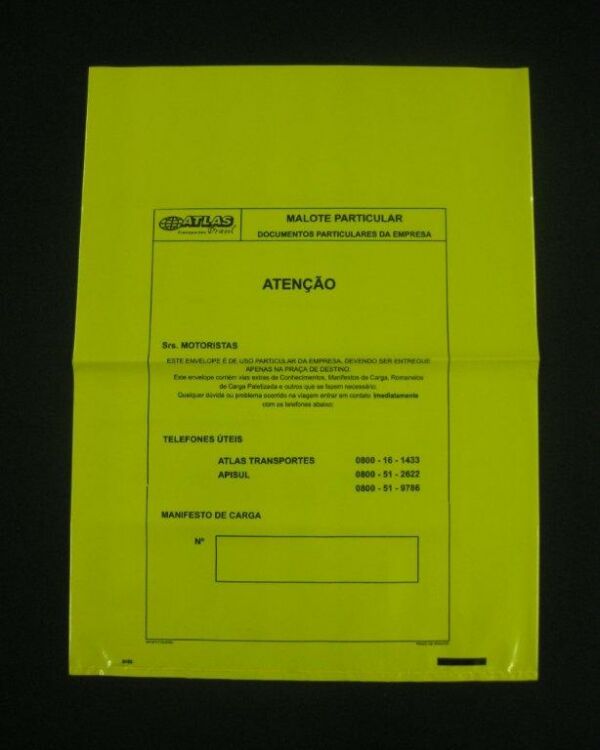 ATLAS
Transportes
MALOTE PARTICULAR
DOCUMENTOS PARTICULARES DA EMPRESA
ATENÇÃO
Srs. MOTORISTAS
ESTE ENVELOPE É DE USO PARTICULAR DA EMPRESA, DEVENDO SER ENTREGUE
APENAS NA PRAÇA DE DESTINO.
Este envelope contém vias extras de Conhecimentos, Manifestos de Carga, Romaneios
de Carga Paletizada e outros que se fazem necessário.
Qualquer dúvida ou problema ocorrido na viagem entrar em contato imediatamente
com os telefones abaixo:
TELEFONES ÚTEIS
ATLAS TRANSPORTES 0800 - 16 - 1433
APISUL 0800 - 51 - 2622
0800 - 51 - 9786
MANIFESTO DE CARGA
Nº